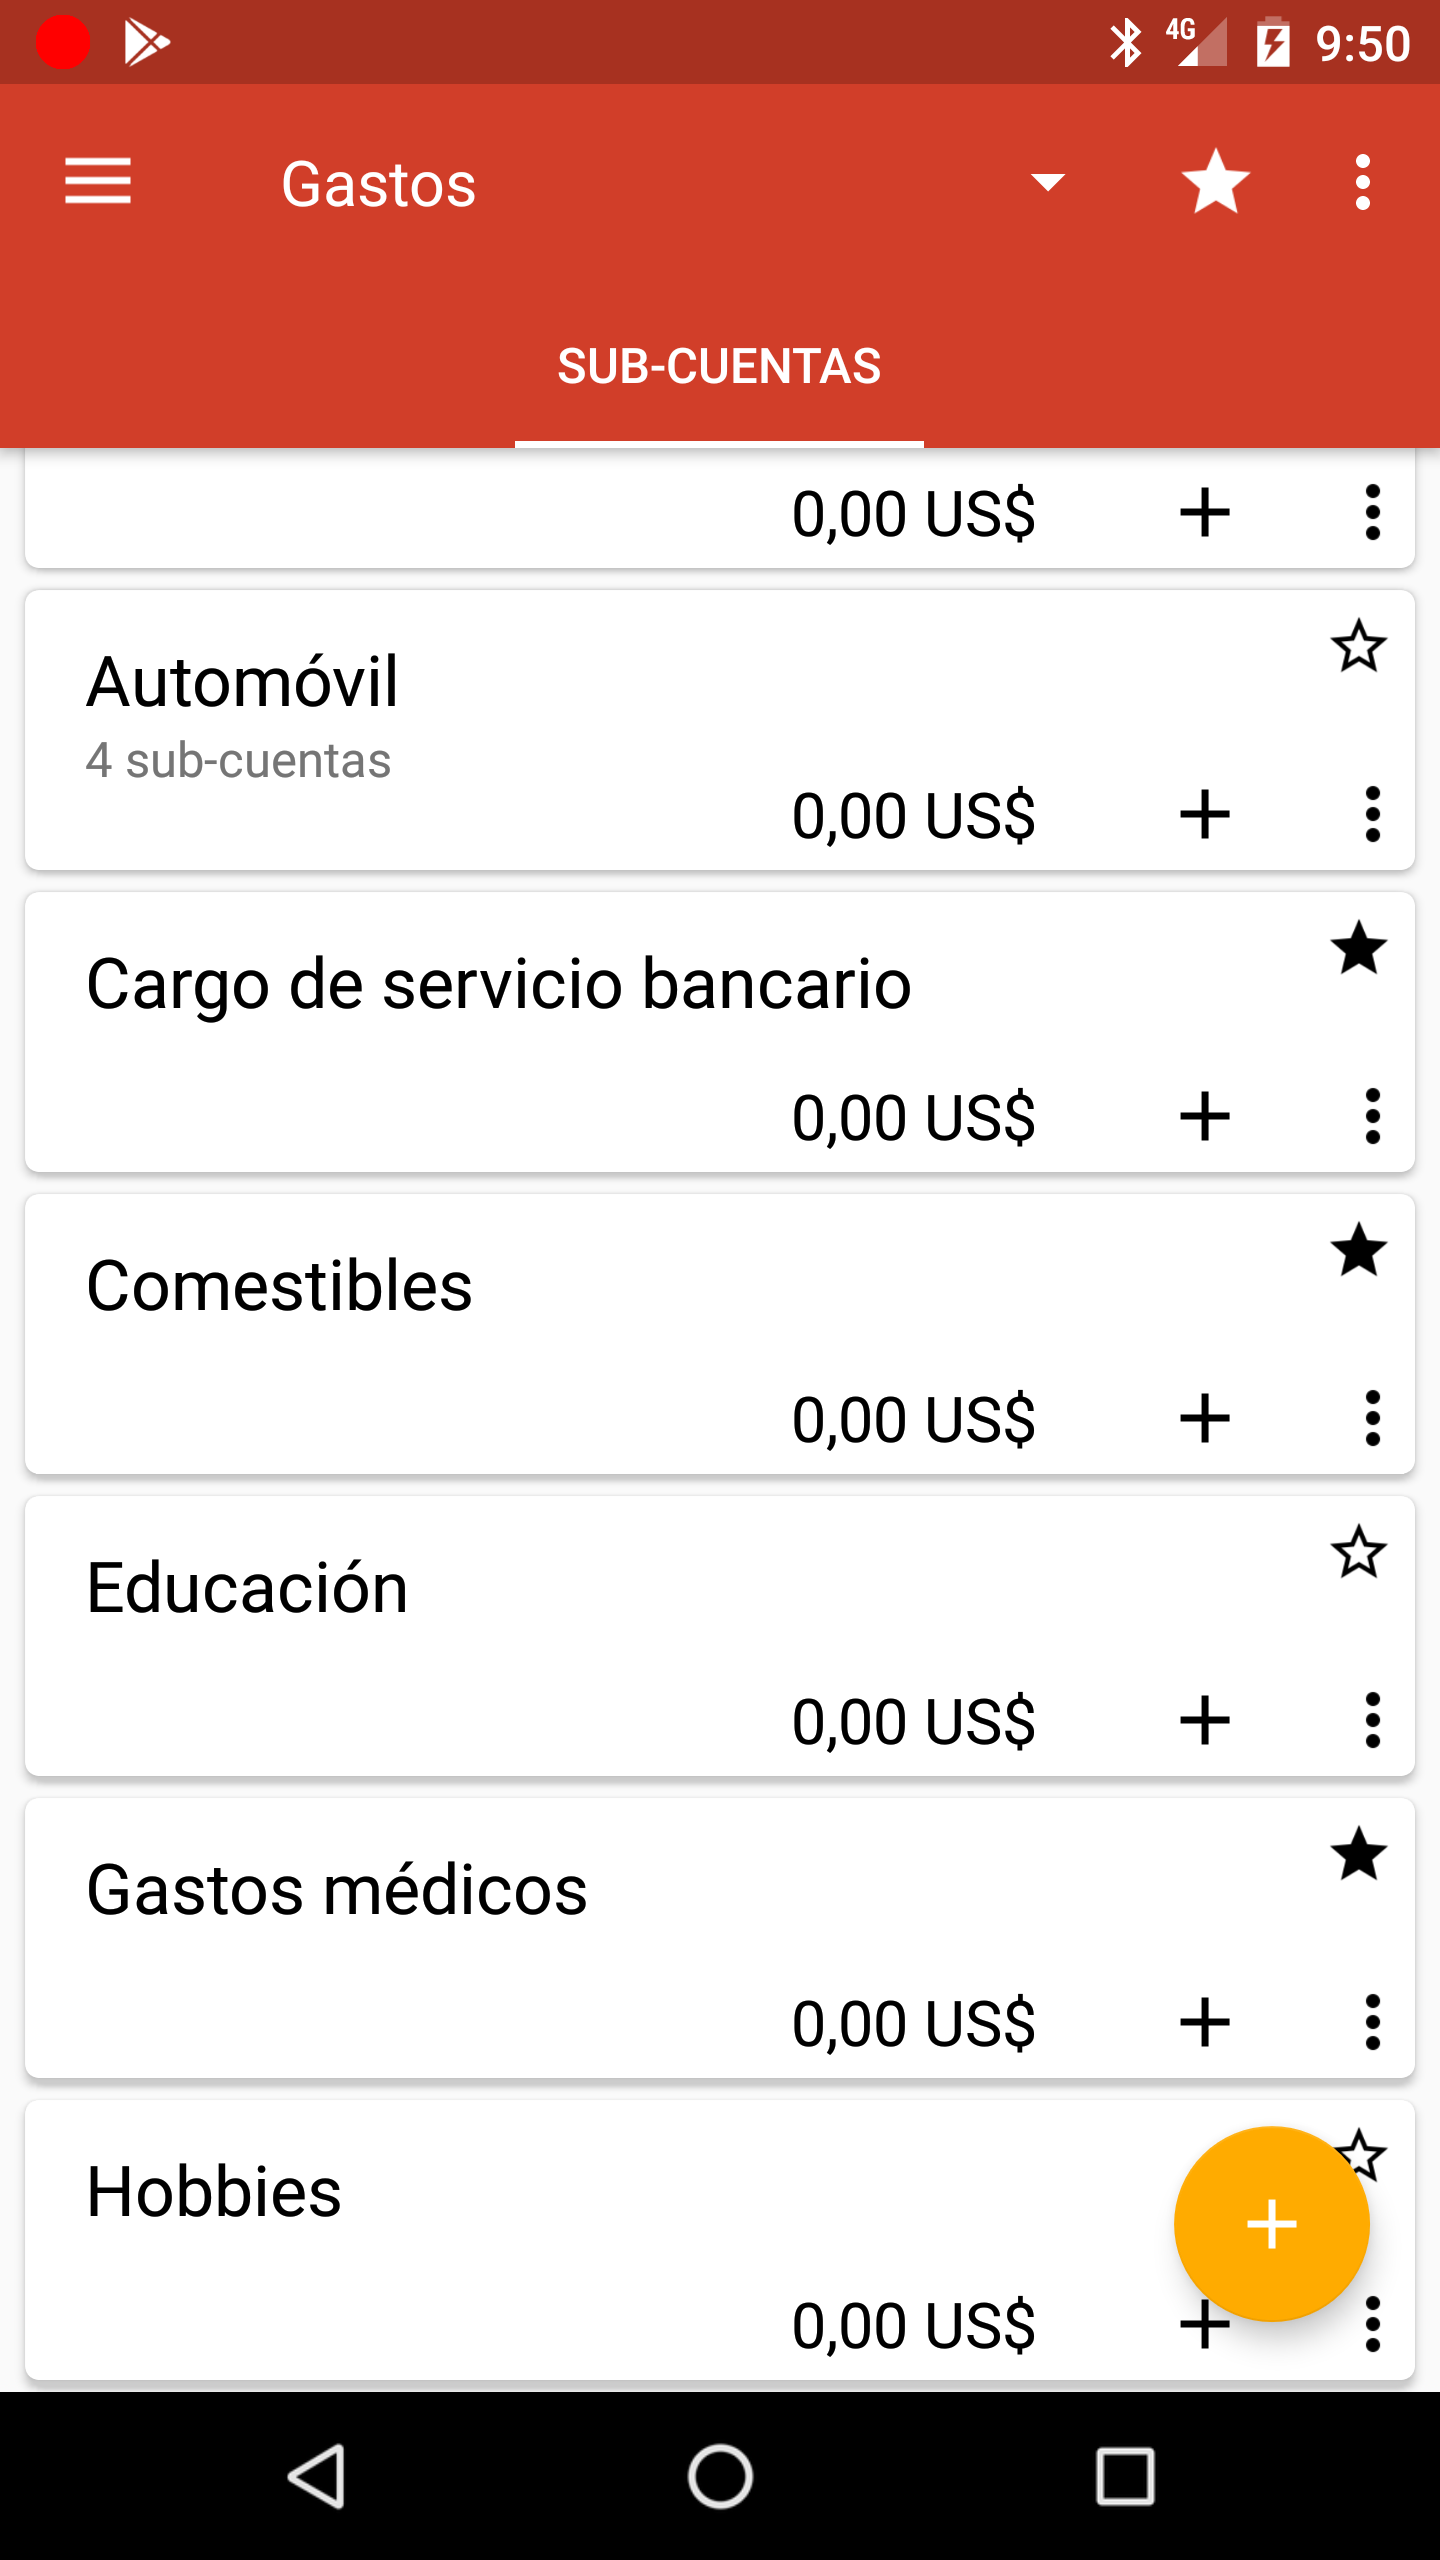 4G 9:50
Gastos
SUB-CUENTAS
0,00 US$
Automóvil
4 sub-cuentas
0,00 US$
Cargo de servicio bancario
0,00 US$
Comestibles
0,00 US$
Educación
0,00 US$
Gastos médicos
0,00 US$
Hobbies
0,00 US$